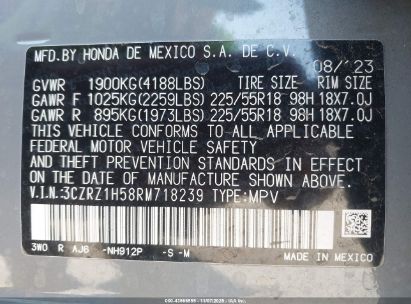 MFD.BY HONDA DE MEXICO S.A. DE C.V.
08/'23
GVWR 1900KG(4188LBS) TIRE SIZE RIM SIZE
GAWR F 1025KG(2259LBS) 225/55R18 98H 18X7.0J
GAWR R 895KG(1973LBS) 225/55R18 98H 18X7.0J
THIS VEHICLE CONFORMS TO ALL APPLICABLE
FEDERAL MOTOR VEHICLE SAFETY AND
THEFT PREVENTION STANDARDS IN EFFECT
ON THE DATE OF MANUFACTURE SHOWN ABOVE.
V.I.N:3CZRZ1H58RM718239 TYPE:MPV
3W0 R AJ6 -NH912P -S -M